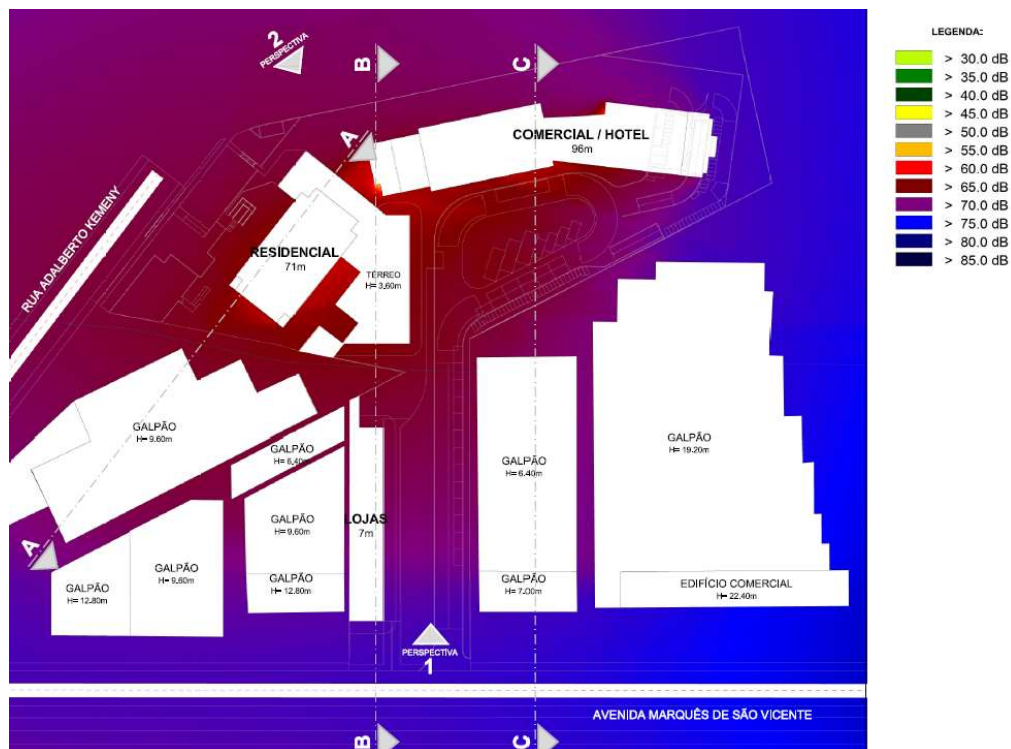 2
PERSPECTIVA
B
C
A
COMERCIAL / HOTEL
96m
RUA ADALBERTO KEMENY
RESIDENCIAL
71m
TÉRREO
H= 3.60m
GALPÃO
H= 9.60m
GALPÃO
H= 6.40m
GALPÃO
H= 9.60m
GALPÃO
H= 12.80m
LOJAS
7m
GALPÃO
H= 6.40m
GALPÃO
H= 7.00m
GALPÃO
H= 19.20m
EDIFÍCIO COMERCIAL
H= 22.40m
A
GALPÃO
H= 9.60m
GALPÃO
H= 12.80m
PERSPECTIVA
1
AVENIDA MARQUÊS DE SÃO VICENTE
B
C
LEGENDA:
> 30.0 dB
> 35.0 dB
> 40.0 dB
> 45.0 dB
> 50.0 dB
> 55.0 dB
> 60.0 dB
> 65.0 dB
> 70.0 dB
> 75.0 dB
> 80.0 dB
> 85.0 dB